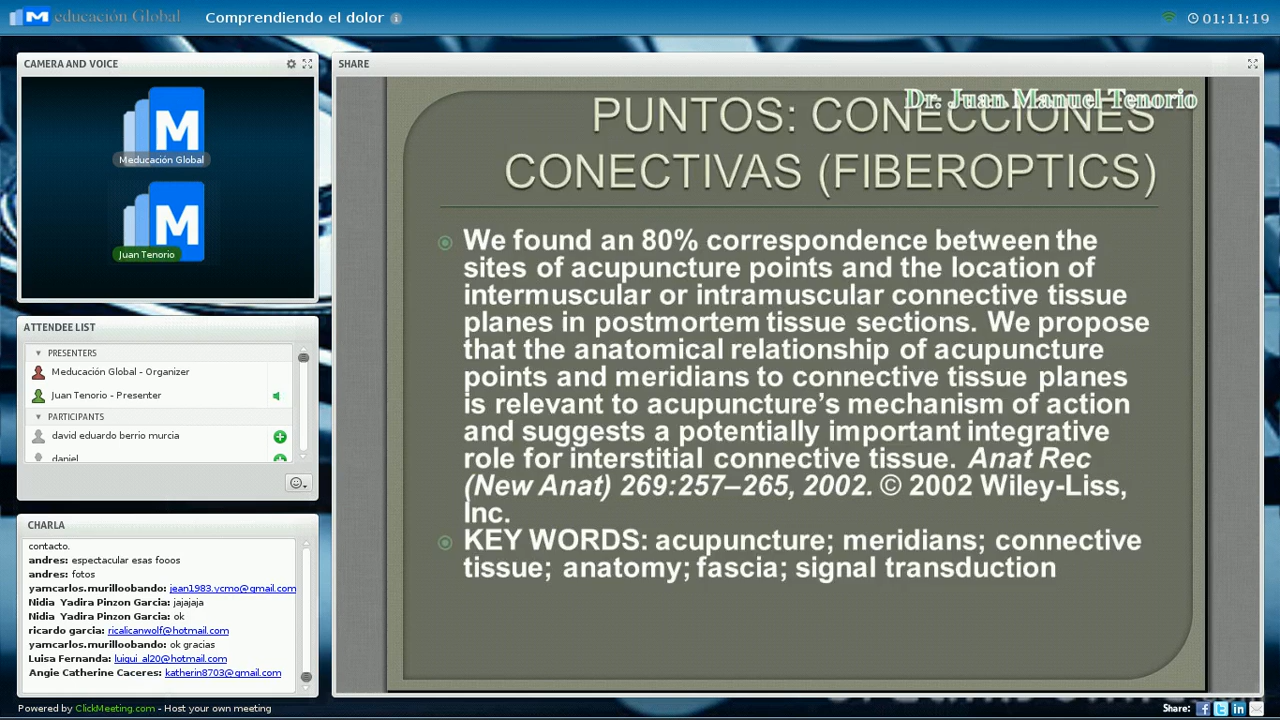 M educación Global
Comprendiendo el dolor
01:11:19
CAMERA AND VOICE
M
Meducación Global
M
Juan Tenorio
ATTENDEE LIST
PRESENTERS
Meducación Global - Organizer
Juan Tenorio - Presenter
PARTICIPANTS
david eduardo berrio murcia
daniel
CHARLA
contacto.
andres: espectacular esas fooos
andres: fotos
yamcarlos.murilloobando: jean1983.ycmo@gmail.com
Nidia Yadira Pinzon Garcia: jajajaja
Nidia Yadira Pinzon Garcia: ok
ricardo garcia: ricalicanwolf@hotmail.com
yamcarlos.murilloobando: ok gracias
Luisa Fernanda: luigui_al20@hotmail.com
Angie Catherine Caceres: katherin8703@gmail.com
SHARE
Dr. Juan Manuel Tenorio
PUNTOS: CONECCIONES
CONECTIVAS (FIBEROPTICS)
We found an 80% correspondence between the
sites of acupuncture points and the location of
intermuscular or intramuscular connective tissue
planes in postmortem tissue sections. We propose
that the anatomical relationship of acupuncture
points and meridians to connective tissue planes
is relevant to acupuncture’s mechanism of action
and suggests a potentially important integrative
role for interstitial connective tissue. Anat Rec
(New Anat) 269:257–265, 2002. © 2002 Wiley-Liss,
Inc.
KEY WORDS: acupuncture; meridians; connective
tissue; anatomy; fascia; signal transduction
Powered by ClickMeeting.com - Host your own meeting
Share: